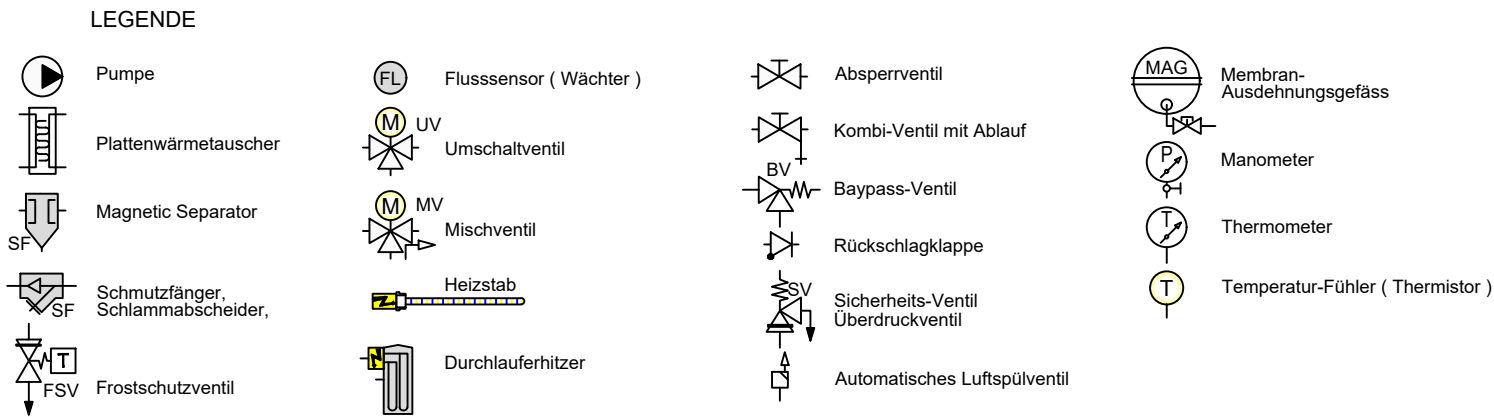 LEGENDE
Pumpe
Plattenwärmetauscher
Magnetic Separator
SF
Schmutzfänger,
Schlammabscheider,
SF
T
FSV
Frostschutzventil
FL
Flusssensor ( Wächter )
M
UV
Umschaltventil
M
MV
Mischventil
Heizstab
Durchlauferhitzer
Absperrventil
Kombi-Ventil mit Ablauf
BV
Baypass-Ventil
Rückschlagklappe
SV
Sicherheits-Ventil
Überdruckventil
Automatisches Luftspülventil
MAG
Membran-
Ausdehnungsgefäss
P
Manometer
T
Thermometer
T
Temperatur-Fühler ( Thermistor )